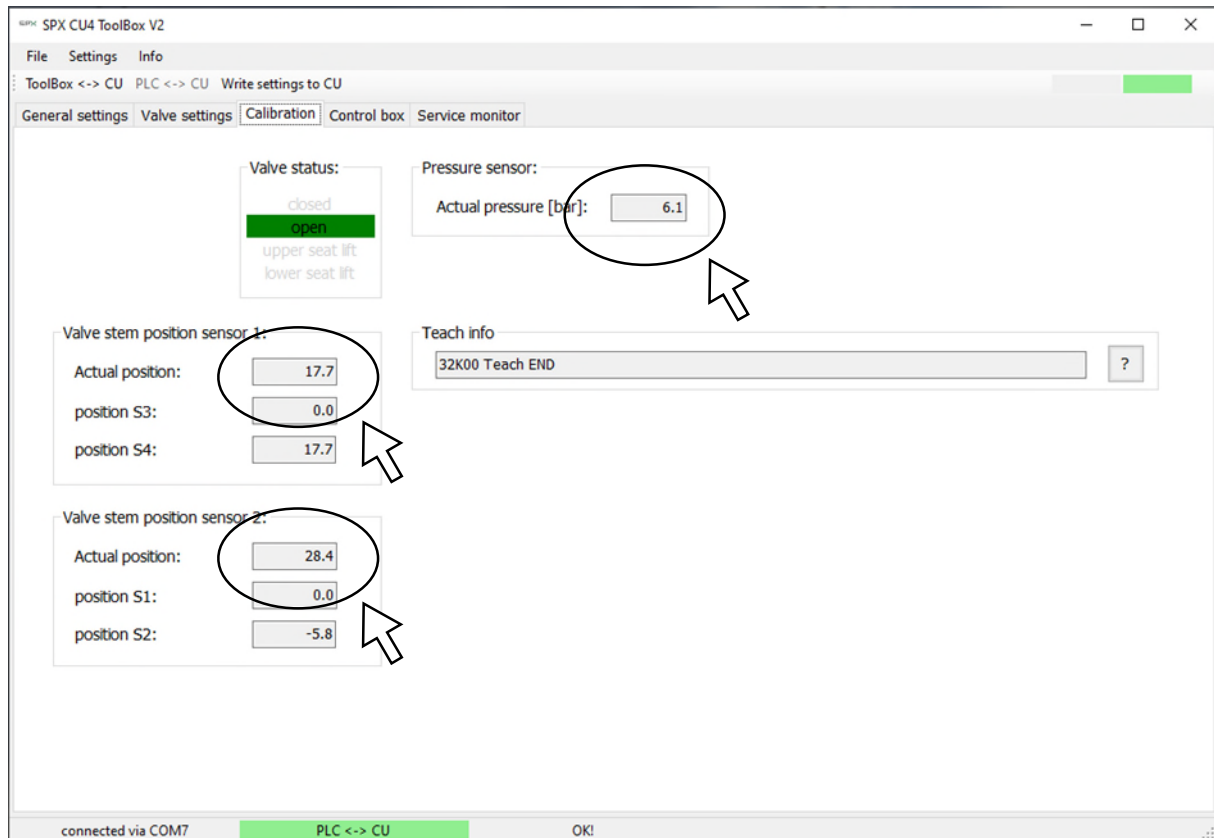 SPX SPX CU4 ToolBox V2
File Settings Info
ToolBox <-> CU PLC <-> CU Write settings to CU
General settings Valve settings Calibration Control box Service monitor
Valve status:
closed
open
upper seat lift
lower seat lift
Pressure sensor:
Actual pressure [bar]: 6.1
Valve stem position sensor 1:
Actual position: 17.7
position S3: 0.0
position S4: 17.7
Teach info
32K00 Teach END ?
Valve stem position sensor 2:
Actual position: 28.4
position S1: 0.0
position S2: -5.8
connected via COM7 PLC <-> CU OK!